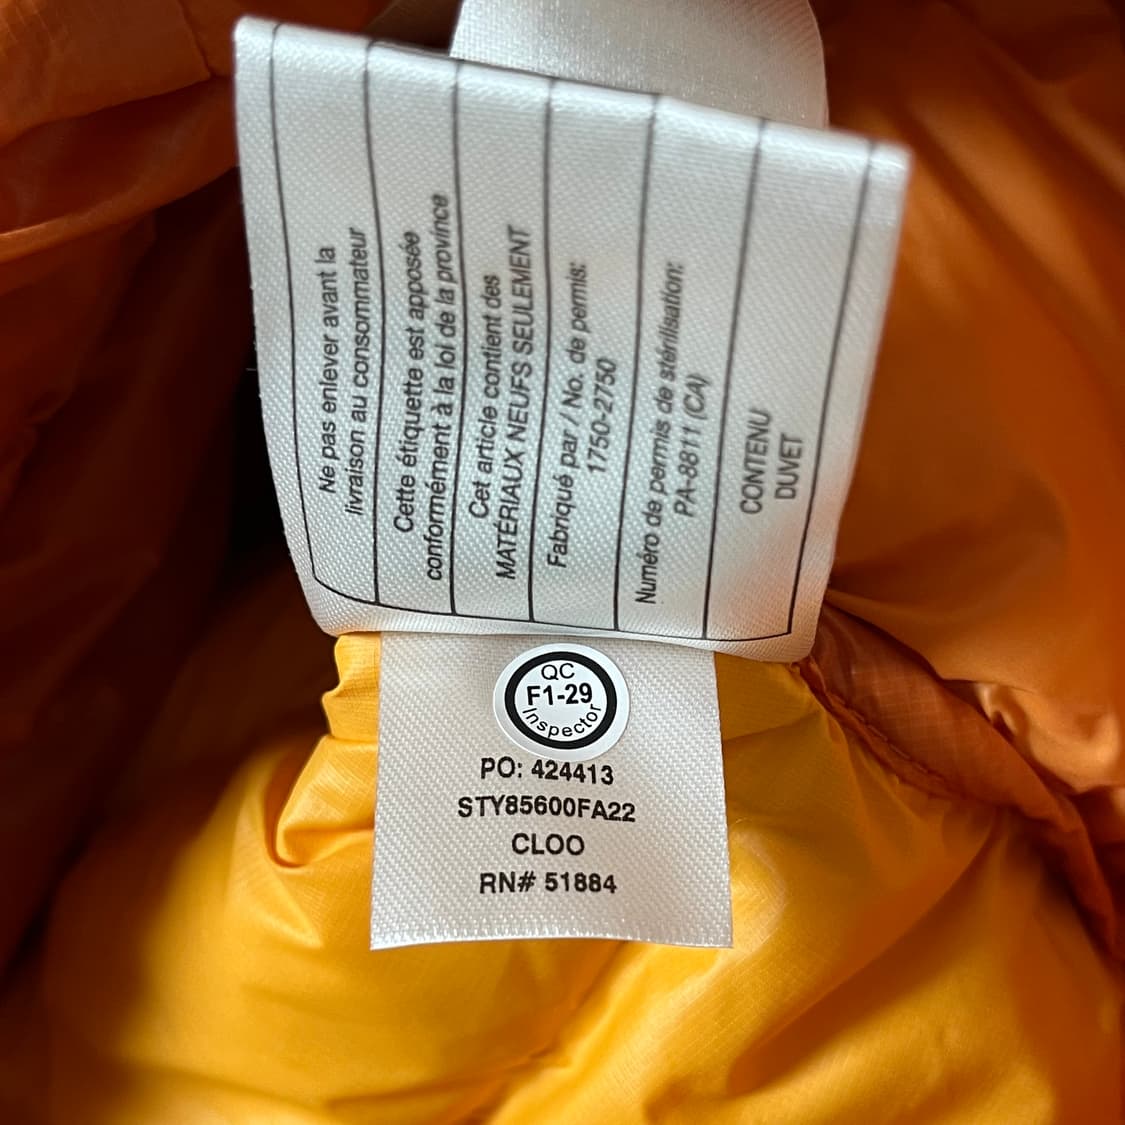 Ne pas enlever avant la
livraison au consommateur
Cette étiquette est apposée
conformément à la loi de la province
Cet article contient des
MATÉRIAUX NEUFS SEULEMENT
Fabriqué par / No. de permis:
1750-2750
Numéro de permis de stérilisation:
PA-8811 (CA)
CONTENU
DUVET
QC
F1-29
Inspector
PO: 424413
STY85600FA22
CLOO
RN# 51884